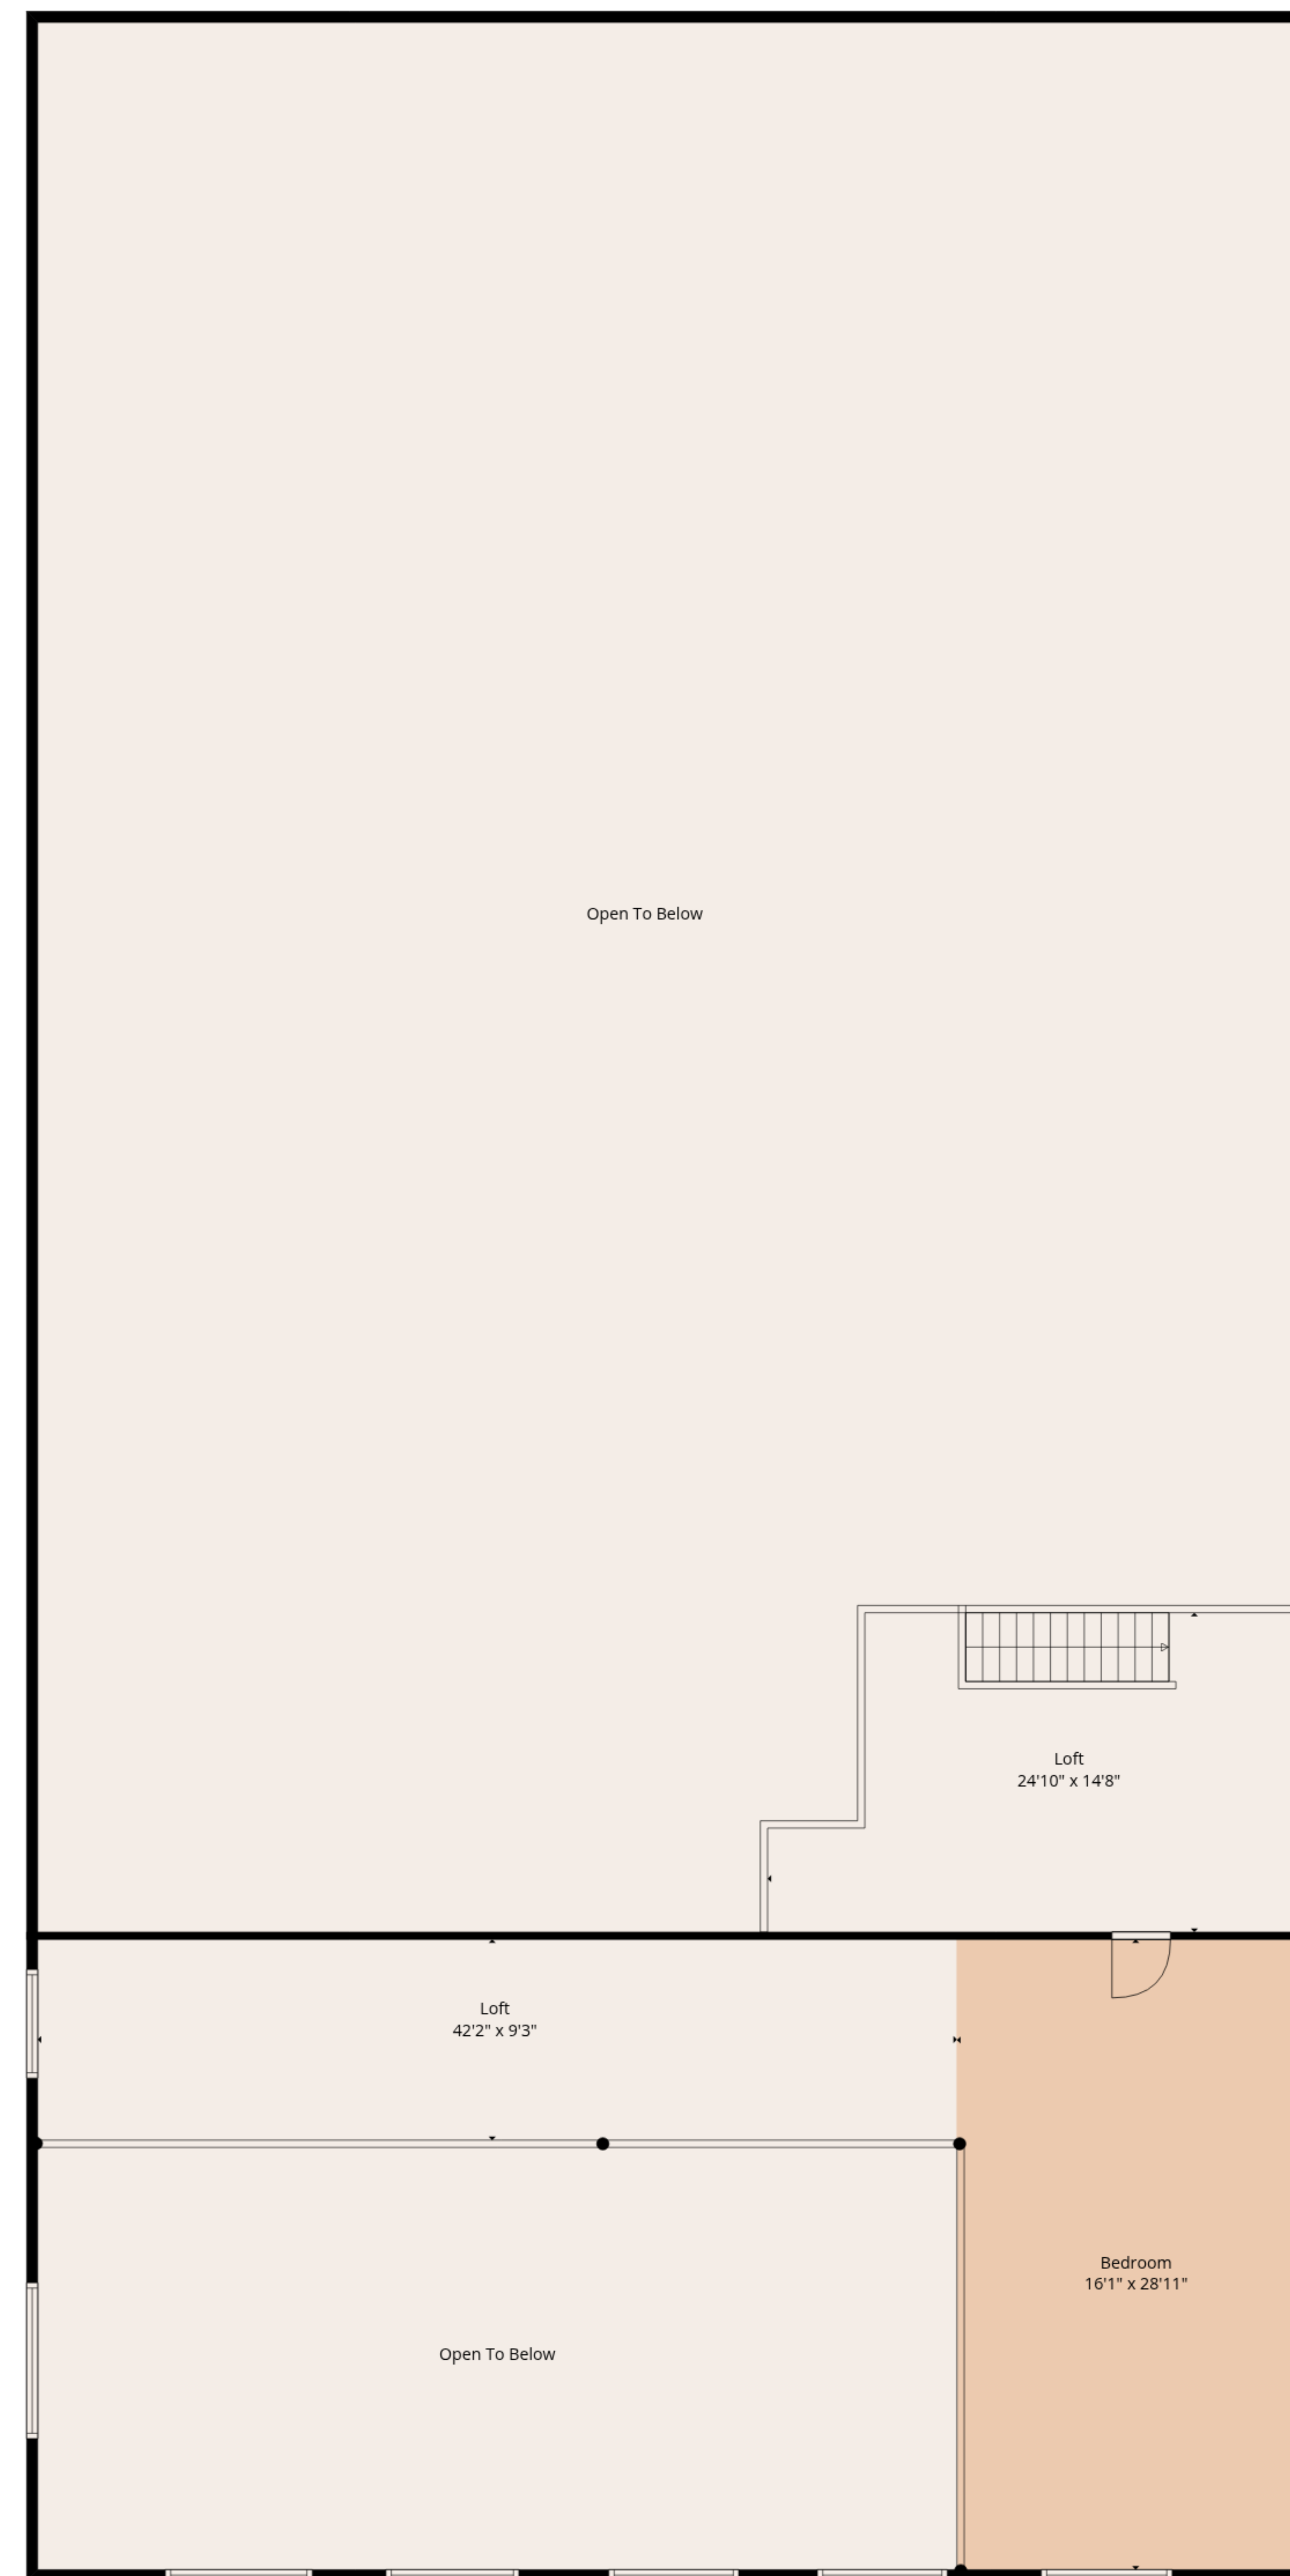 Open To Below
Loft
24'10" x 14'8"
Loft
42'2" x 9'3"
Bedroom
16'1" x 28'11"
Open To Below